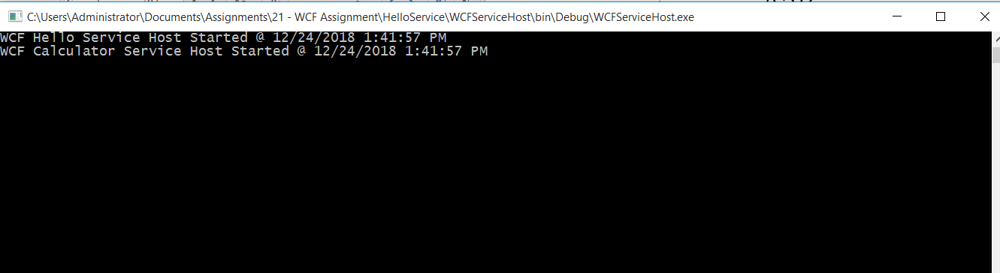 C:\Users\Administrator\Documents\Assignments\21 - WCF Assignment\HelloService\WCFServiceHost\bin\Debug\WCFServiceHost.exe
WCF Hello Service Host Started @ 12/24/2018 1:41:57 PM
WCF Calculator Service Host Started @ 12/24/2018 1:41:57 PM